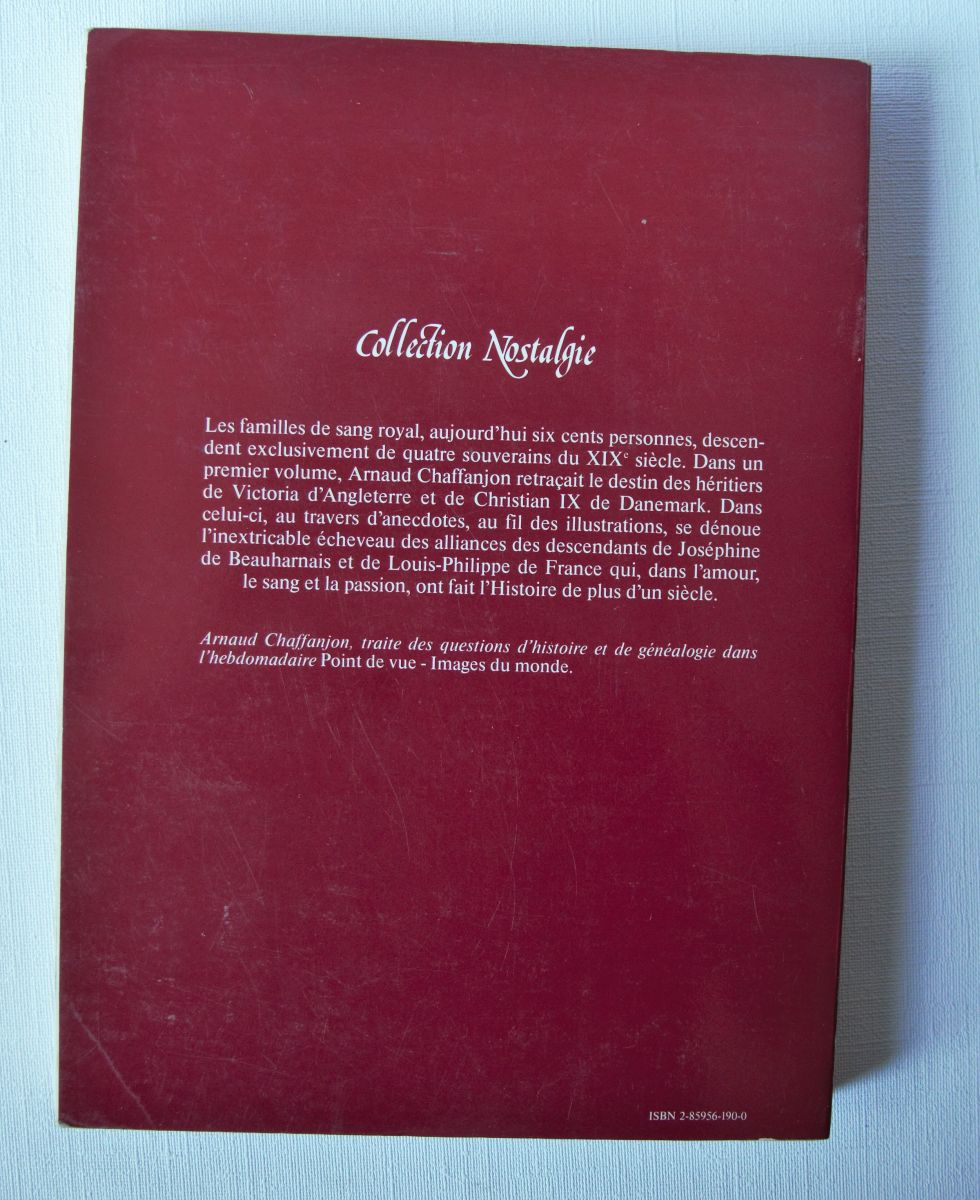 Collection Nostalgie
Les familles de sang royal, aujourd'hui six cents personnes, descen-
dent exclusivement de quatre souverains du XIXe siècle. Dans un
premier volume, Arnaud Chaffanjon retraçait le destin des héritiers
de Victoria d'Angleterre et de Christian IX de Danemark. Dans
celui-ci, au travers d'anecdotes, au fil des illustrations, se dénoue
l'inextricable écheveau des alliances des descendants de Joséphine
de Beauharnais et de Louis-Philippe de France qui, dans l'amour,
le sang et la passion, ont fait l'Histoire de plus d'un siècle.
Arnaud Chaffanjon, traite des questions d'histoire et de généalogie dans
l'hebdomadaire Point de vue - Images du monde.
ISBN 2-85956-190-0